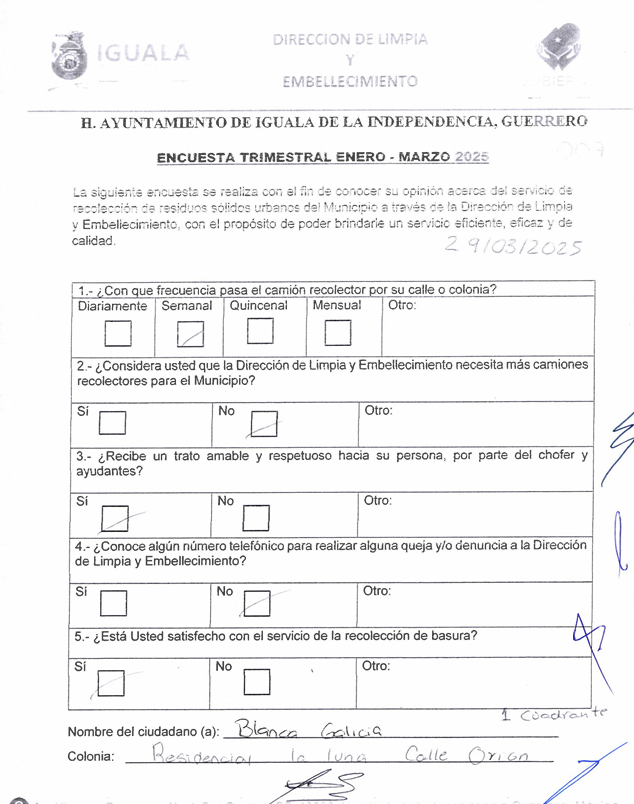 IGUALA
DIRECCION DE LIMPIA
Y
EMBELLECIMIENTO
H. AYUNTAMIENTO DE IGUALA DE LA INDEPENDENCIA, GUERRERO
ENCUESTA TRIMESTRAL ENERO - MARZO 2025
La siguiente encuesta se realiza con el fin de conocer su opinión acerca del servicio de
recolección de residuos sólidos urbanos del Municipio a través de la Dirección de Limpia
y Embellecimiento, con el propósito de poder brindarle un servicio eficiente, eficaz y de
calidad.
29/03/2025
1.- ¿Con que frecuencia pasa el camión recolector por su calle o colonia?
Diariamente Semanal Quincenal Mensual Otro:
2.- ¿Considera usted que la Dirección de Limpia y Embellecimiento necesita más camiones
recolectores para el Municipio?
Sí No Otro:
3.- ¿Recibe un trato amable y respetuoso hacia su persona, por parte del chofer y
ayudantes?
Sí No Otro:
4.- ¿Conoce algún número telefónico para realizar alguna queja y/o denuncia a la Dirección
de Limpia y Embellecimiento?
Sí No Otro:
5.- ¿Está Usted satisfecho con el servicio de la recolección de basura?
Sí No Otro:
1 Cuadrante
Nombre del ciudadano (a): Blanca Galicia
Colonia: Residencial la luna Calle Orion